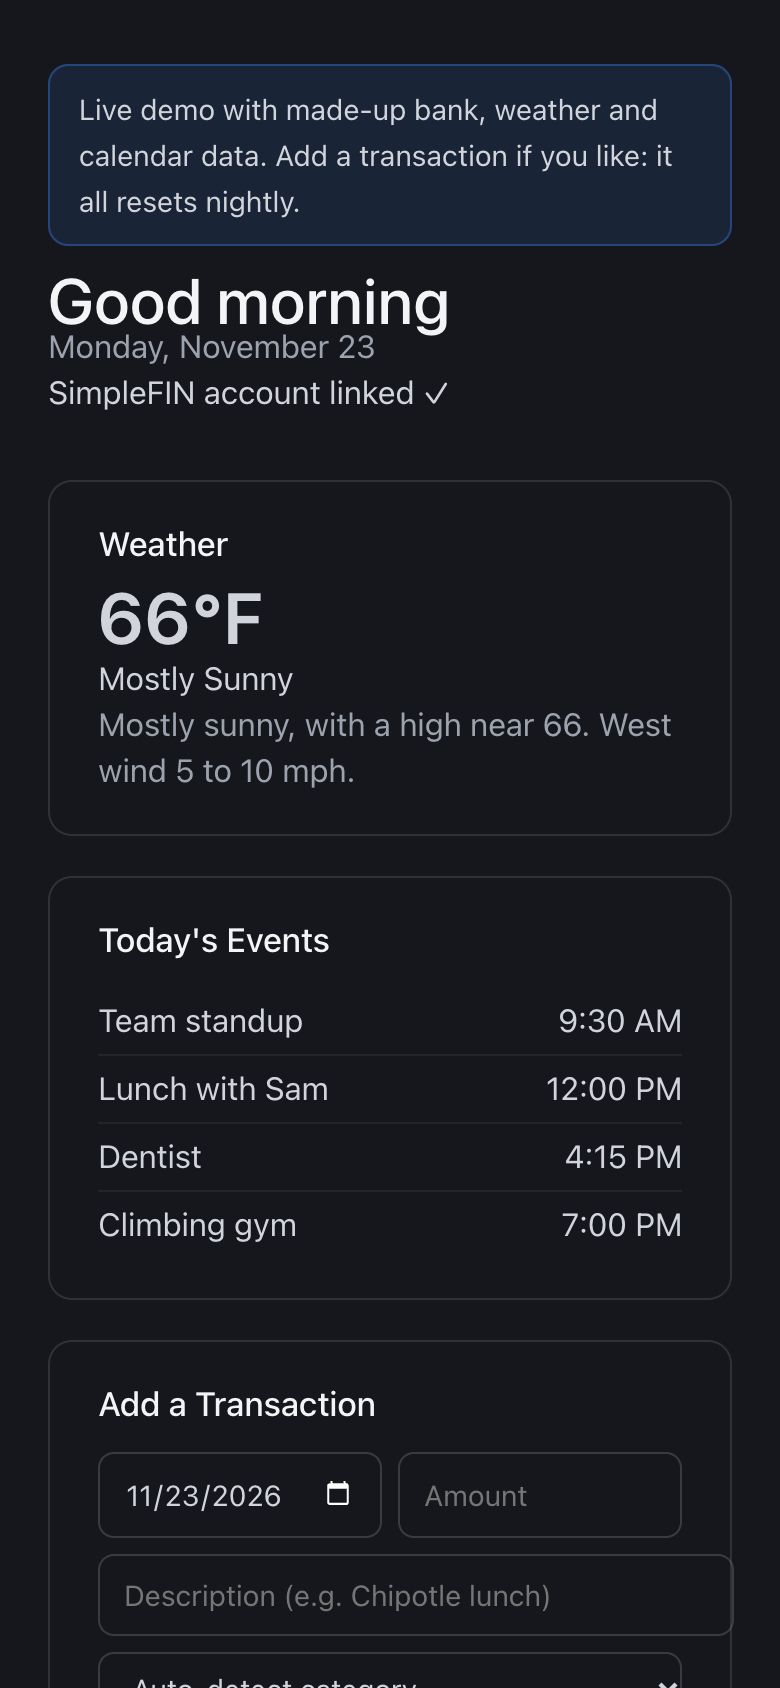 Live demo with made-up bank, weather and
calendar data. Add a transaction if you like: it
all resets nightly.
Good morning
Monday, November 23
SimpleFIN account linked ✓
Weather
66°F
Mostly Sunny
Mostly sunny, with a high near 66. West
wind 5 to 10 mph.
Today's Events
Team standup 9:30 AM
Lunch with Sam 12:00 PM
Dentist 4:15 PM
Climbing gym 7:00 PM
Add a Transaction
11/23/2026 Amount
Description (e.g. Chipotle lunch)
Auto-detect category